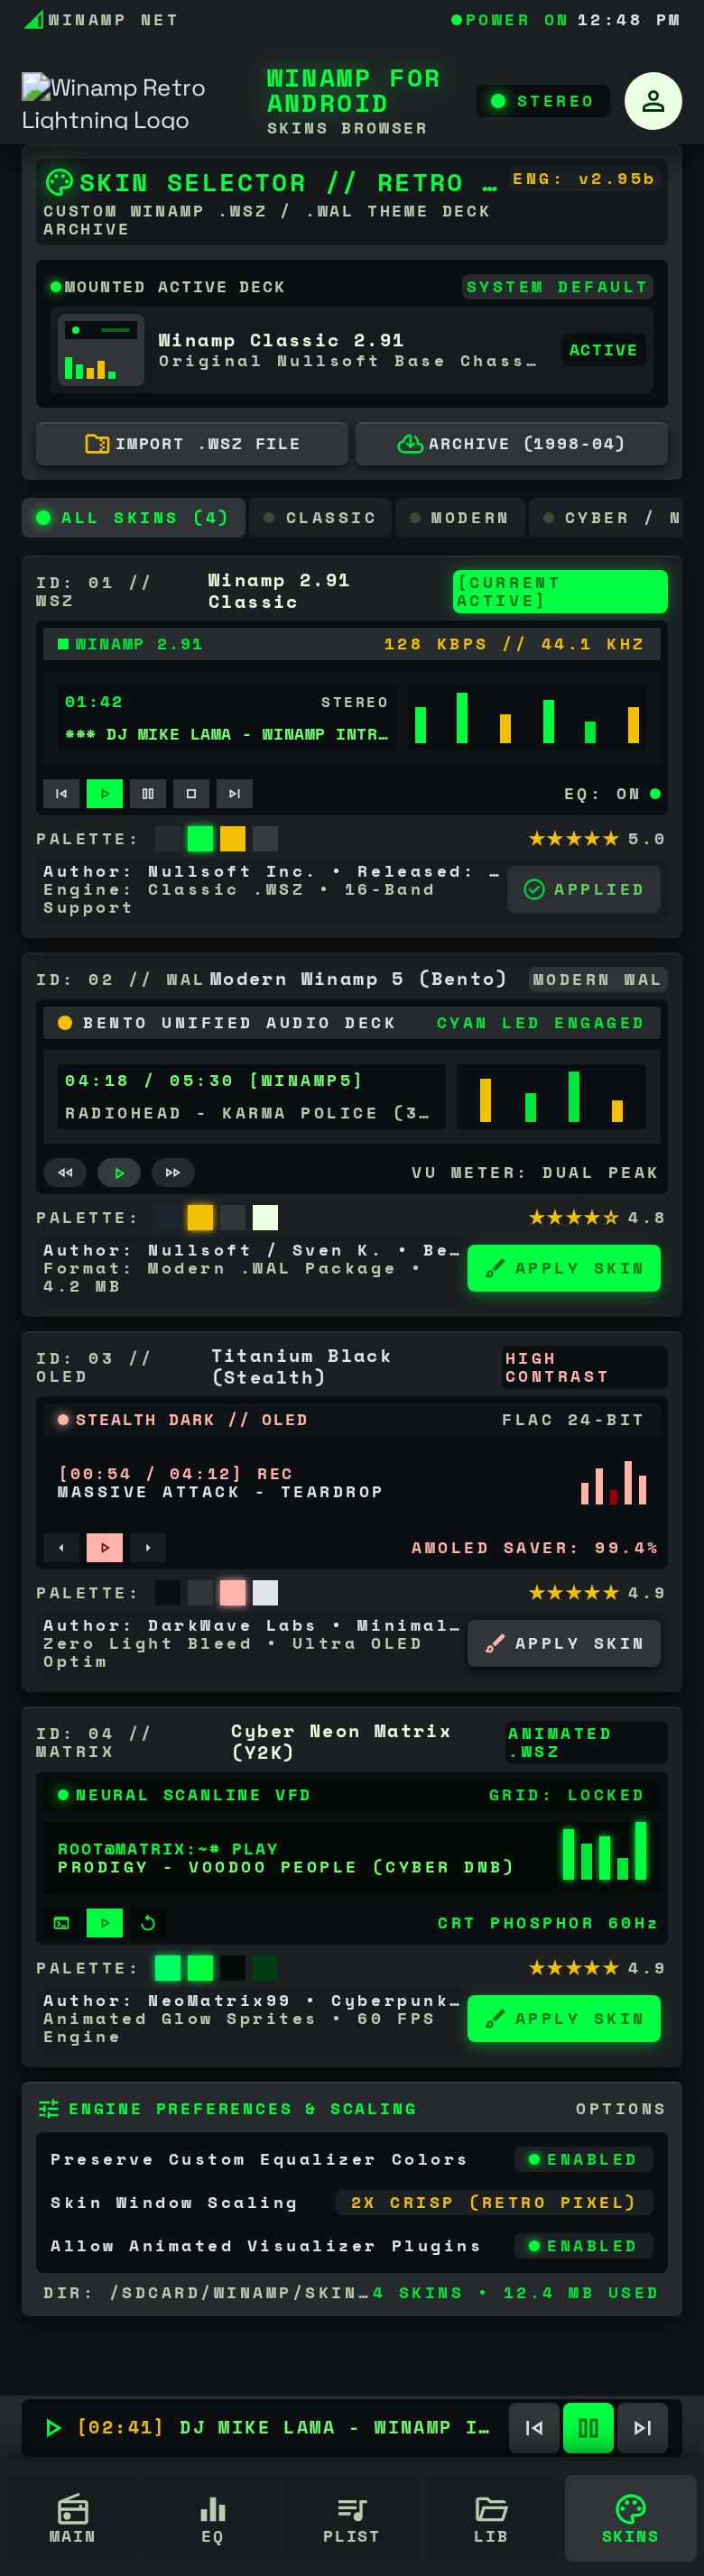 WINAMP NET
POWER ON 12:48 PM
Winamp Retro
Lightning Logo
WINAMP FOR
ANDROID
SKINS BROWSER
STEREO
SKIN SELECTOR // RETRO …
ENG: v2.95b
CUSTOM WINAMP .WSZ / .WAL THEME DECK
ARCHIVE
MOUNTED ACTIVE DECK
SYSTEM DEFAULT
Winamp Classic 2.91
Original Nullsoft Base Chass…
ACTIVE
IMPORT .WSZ FILE
ARCHIVE (1998-04)
ALL SKINS (4)
CLASSIC
MODERN
CYBER / N
ID: 01 //
WSZ
Winamp 2.91
Classic
[CURRENT
ACTIVE]
WINAMP 2.91
128 KBPS // 44.1 KHZ
01:42
STEREO
*** DJ MIKE LAMA - WINAMP INTR…
EQ: ON
PALETTE:
★★★★★ 5.0
Author: Nullsoft Inc. • Released: …
Engine: Classic .WSZ • 16-Band
Support
APPLIED
ID: 02 // WAL
Modern Winamp 5 (Bento)
MODERN WAL
BENTO UNIFIED AUDIO DECK
CYAN LED ENGAGED
04:18 / 05:30 [WINAMP5]
RADIOHEAD - KARMA POLICE (3…
VU METER: DUAL PEAK
PALETTE:
★★★★☆ 4.8
Author: Nullsoft / Sven K. • Be…
Format: Modern .WAL Package •
4.2 MB
APPLY SKIN
ID: 03 //
OLED
Titanium Black
(Stealth)
HIGH
CONTRAST
STEALTH DARK // OLED
FLAC 24-BIT
[00:54 / 04:12] REC
MASSIVE ATTACK - TEARDROP
AMOLED SAVER: 99.4%
PALETTE:
★★★★★ 4.9
Author: DarkWave Labs • Minimal…
Zero Light Bleed • Ultra OLED
Optim
APPLY SKIN
ID: 04 //
MATRIX
Cyber Neon Matrix
(Y2K)
ANIMATED
.WSZ
NEURAL SCANLINE VFD
GRID: LOCKED
ROOT@MATRIX:~# PLAY
PRODIGY - VOODOO PEOPLE (CYBER DNB)
CRT PHOSPHOR 60Hz
PALETTE:
★★★★★ 4.9
Author: NeoMatrix99 • Cyberpunk…
Animated Glow Sprites • 60 FPS
Engine
APPLY SKIN
ENGINE PREFERENCES & SCALING
OPTIONS
Preserve Custom Equalizer Colors
ENABLED
Skin Window Scaling
2X CRISP (RETRO PIXEL)
Allow Animated Visualizer Plugins
ENABLED
DIR: /SDCARD/WINAMP/SKIN…
4 SKINS • 12.4 MB USED
[02:41] DJ MIKE LAMA - WINAMP I…
MAIN
EQ
PLIST
LIB
SKINS